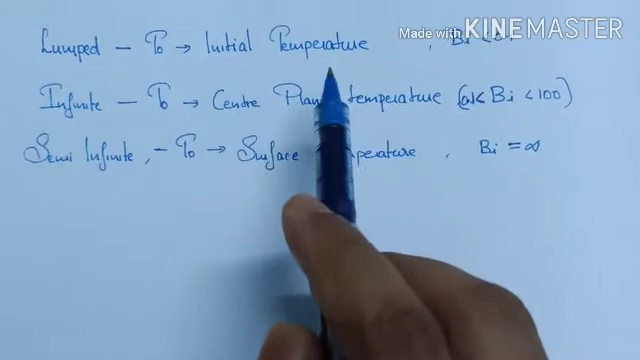 Made with KINEMASTER
Lumped - To → Initial Temperature , Bi <
Infinite - To → Centre temperature (0.1< Bi < 100)
Semi Infinite, - To → Surface , Bi = ∞